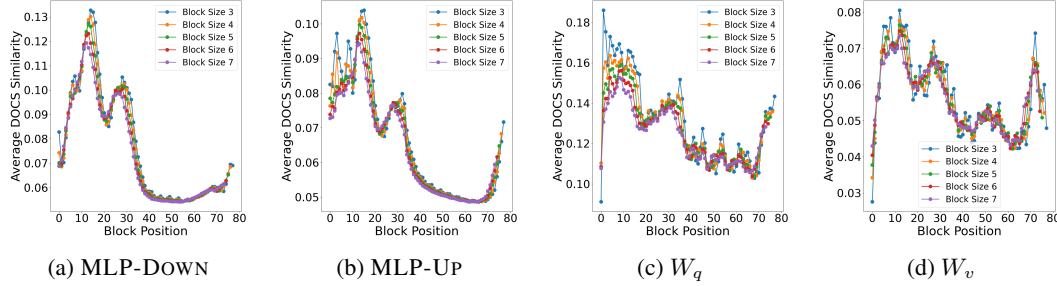 Average DOCS Similarity
0.13
0.12
0.11
0.10
0.09
0.08
0.07
0.06
0 10 20 30 40 50 60 70 80
Block Position
Block Size 3
Block Size 4
Block Size 5
Block Size 6
Block Size 7
(a) MLP-DOWN
Average DOCS Similarity
0.10
0.09
0.08
0.07
0.06
0.05
0 10 20 30 40 50 60 70 80
Block Position
Block Size 3
Block Size 4
Block Size 5
Block Size 6
Block Size 7
(b) MLP-UP
Average DOCS Similarity
0.18
0.16
0.14
0.12
0.10
0 10 20 30 40 50 60 70 80
Block Position
Block Size 3
Block Size 4
Block Size 5
Block Size 6
Block Size 7
(c) W_q
Average DOCS Similarity
0.08
0.07
0.06
0.05
0.04
0.03
0 10 20 30 40 50 60 70 80
Block Position
Block Size 3
Block Size 4
Block Size 5
Block Size 6
Block Size 7
(d) W_v